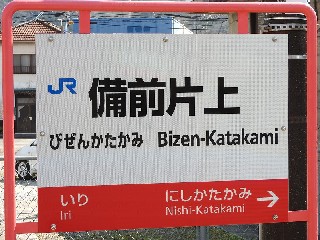 JR 備前片上
びぜんかたかみ Bizen-Katakami
いり にしかたかみ
Iri Nishi-Katakami